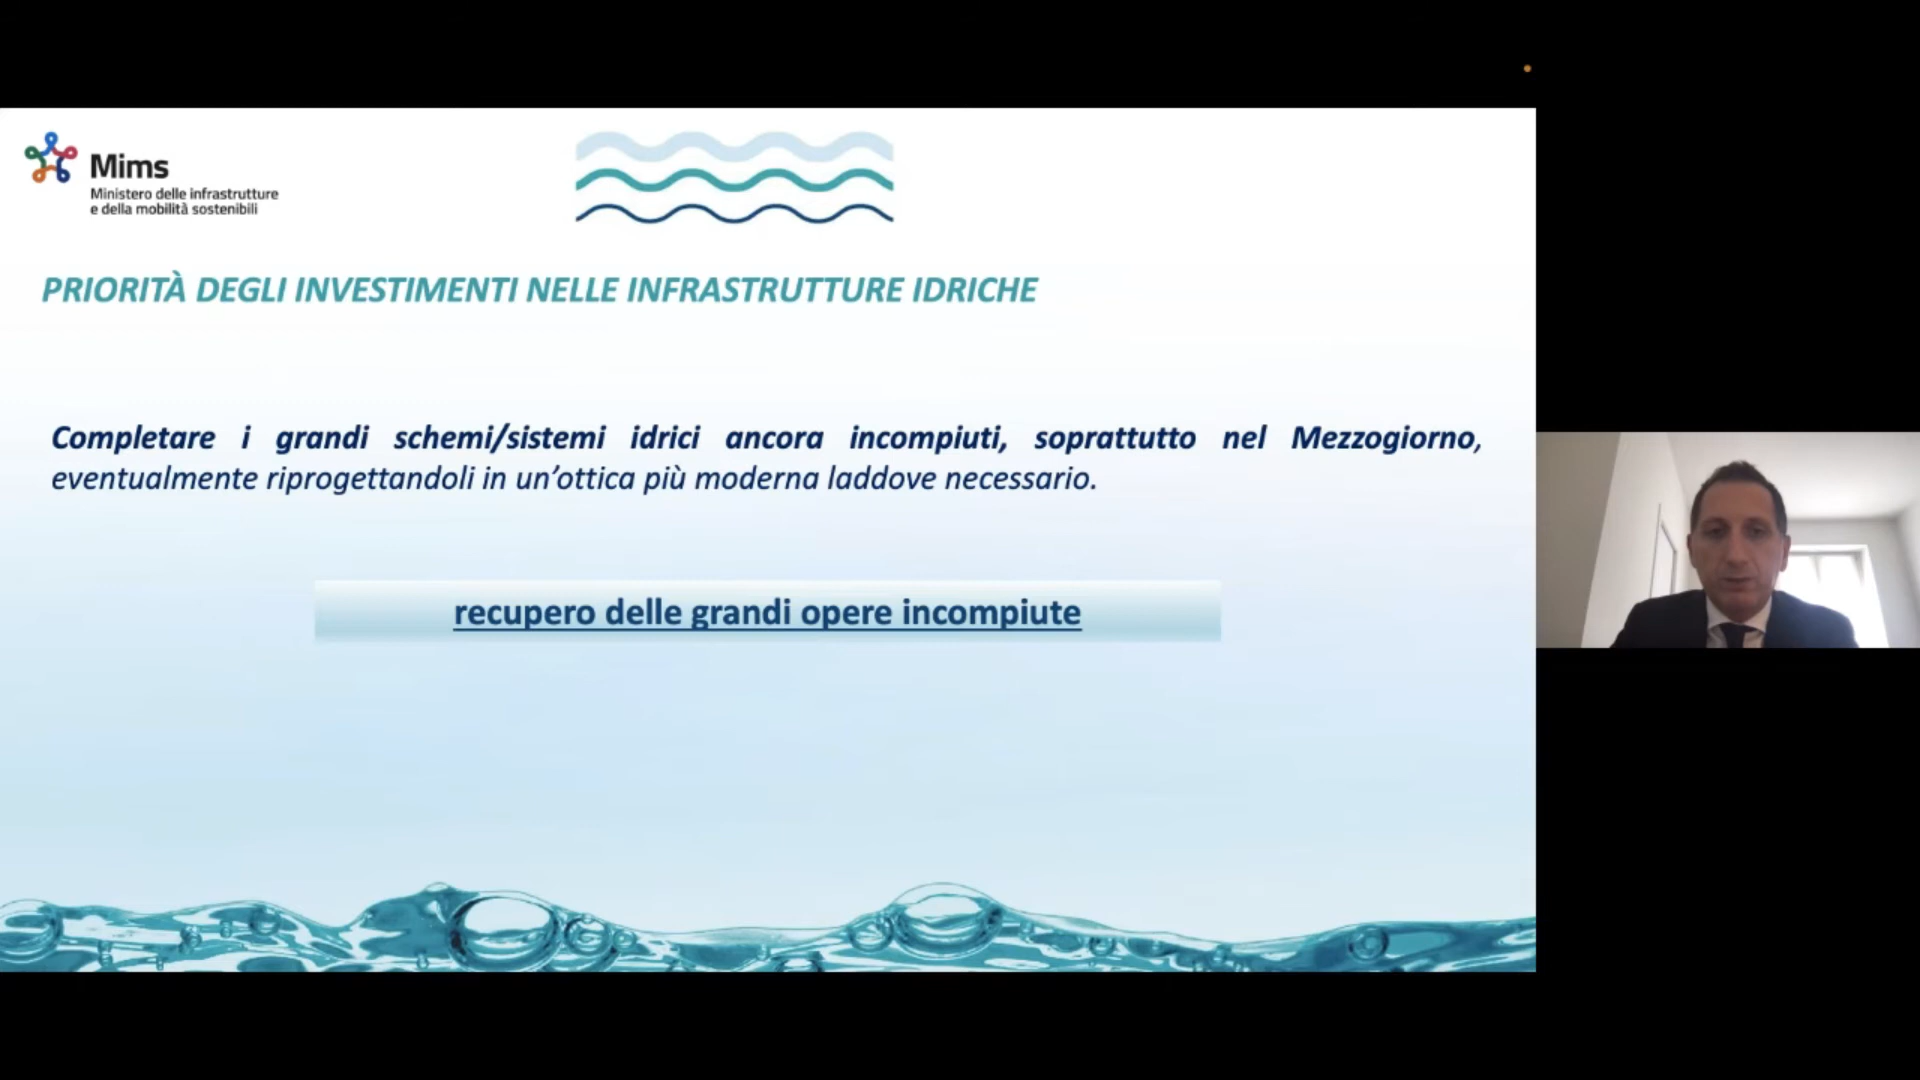 Mims
Ministero delle infrastrutture
e della mobilità sostenibili
PRIORITÀ DEGLI INVESTIMENTI NELLE INFRASTRUTTURE IDRICHE
Completare i grandi schemi/sistemi idrici ancora incompiuti, soprattutto nel Mezzogiorno,
eventualmente riprogettandoli in un’ottica più moderna laddove necessario.
recupero delle grandi opere incompiute